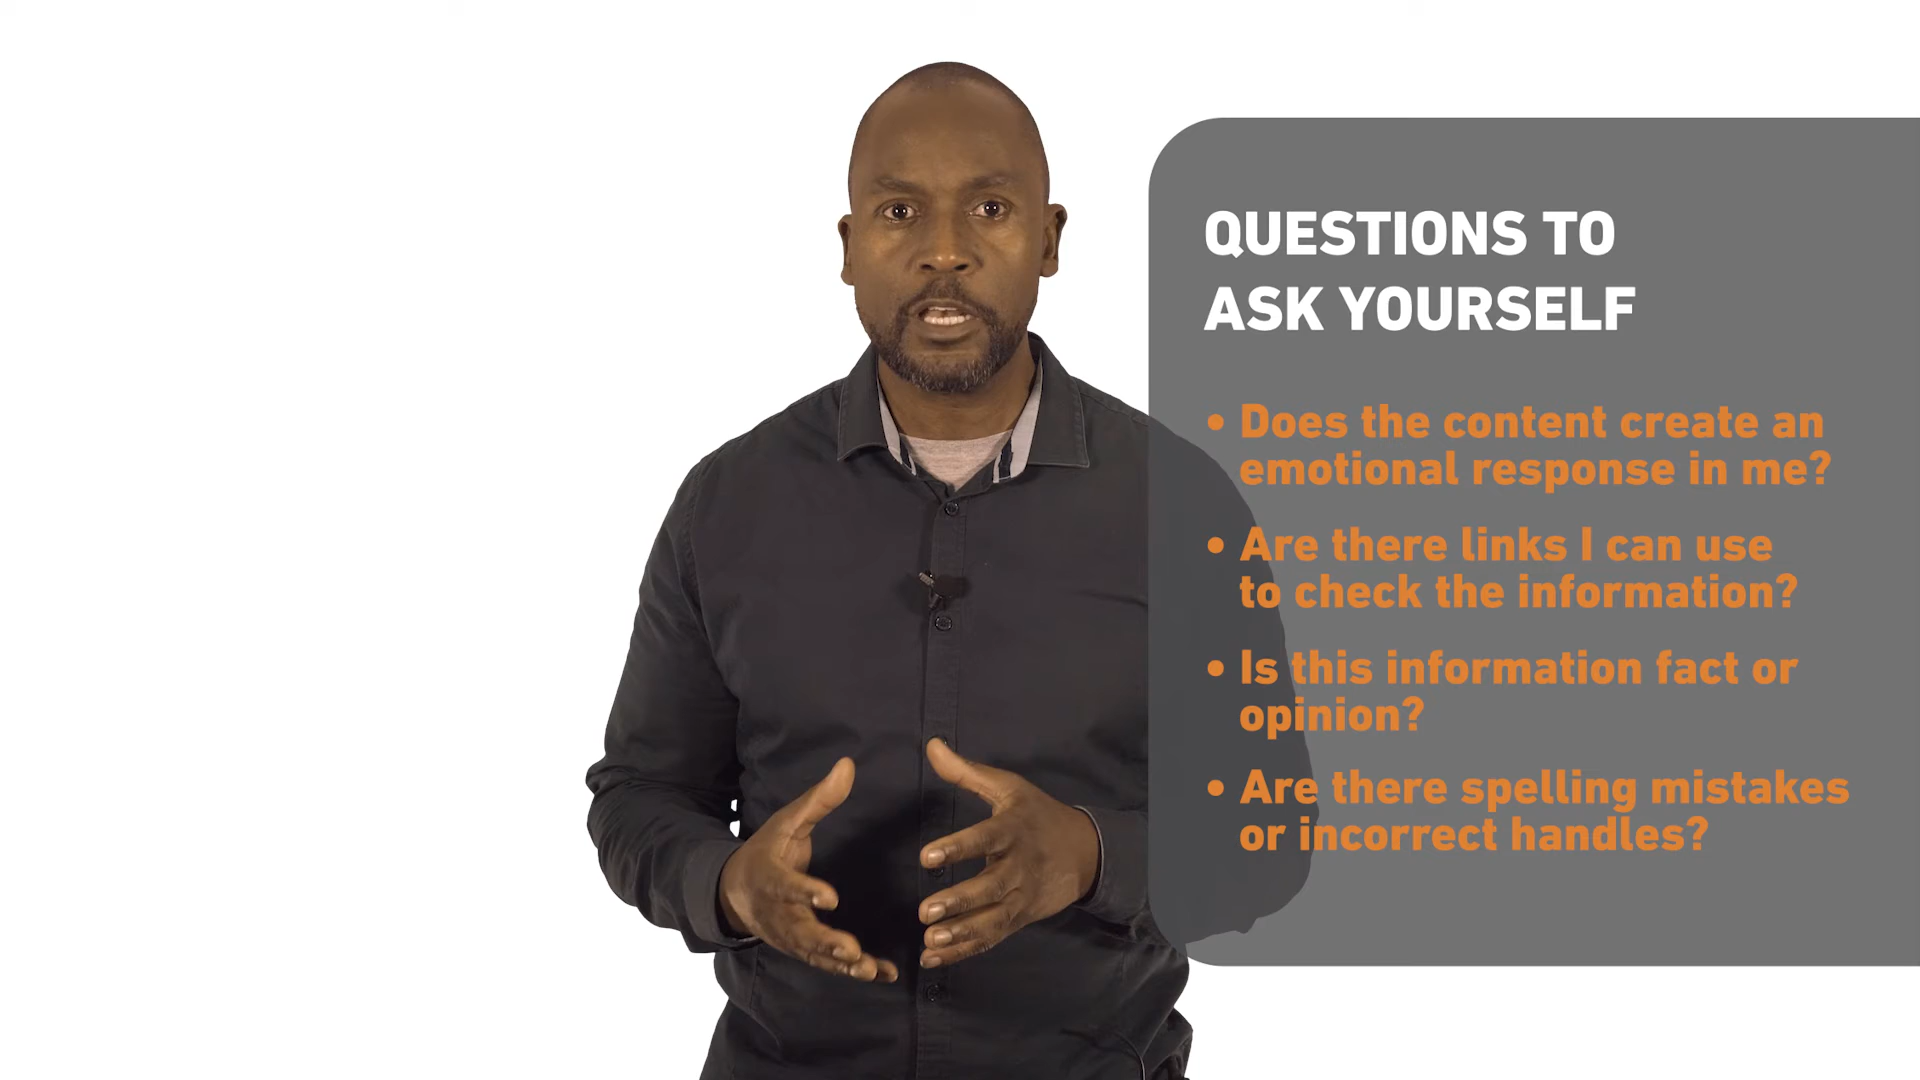 QUESTIONS TO
ASK YOURSELF
• Does the content create an
emotional response in me?
• Are there links I can use
to check the information?
• Is this information fact or
opinion?
• Are there spelling mistakes
or incorrect handles?